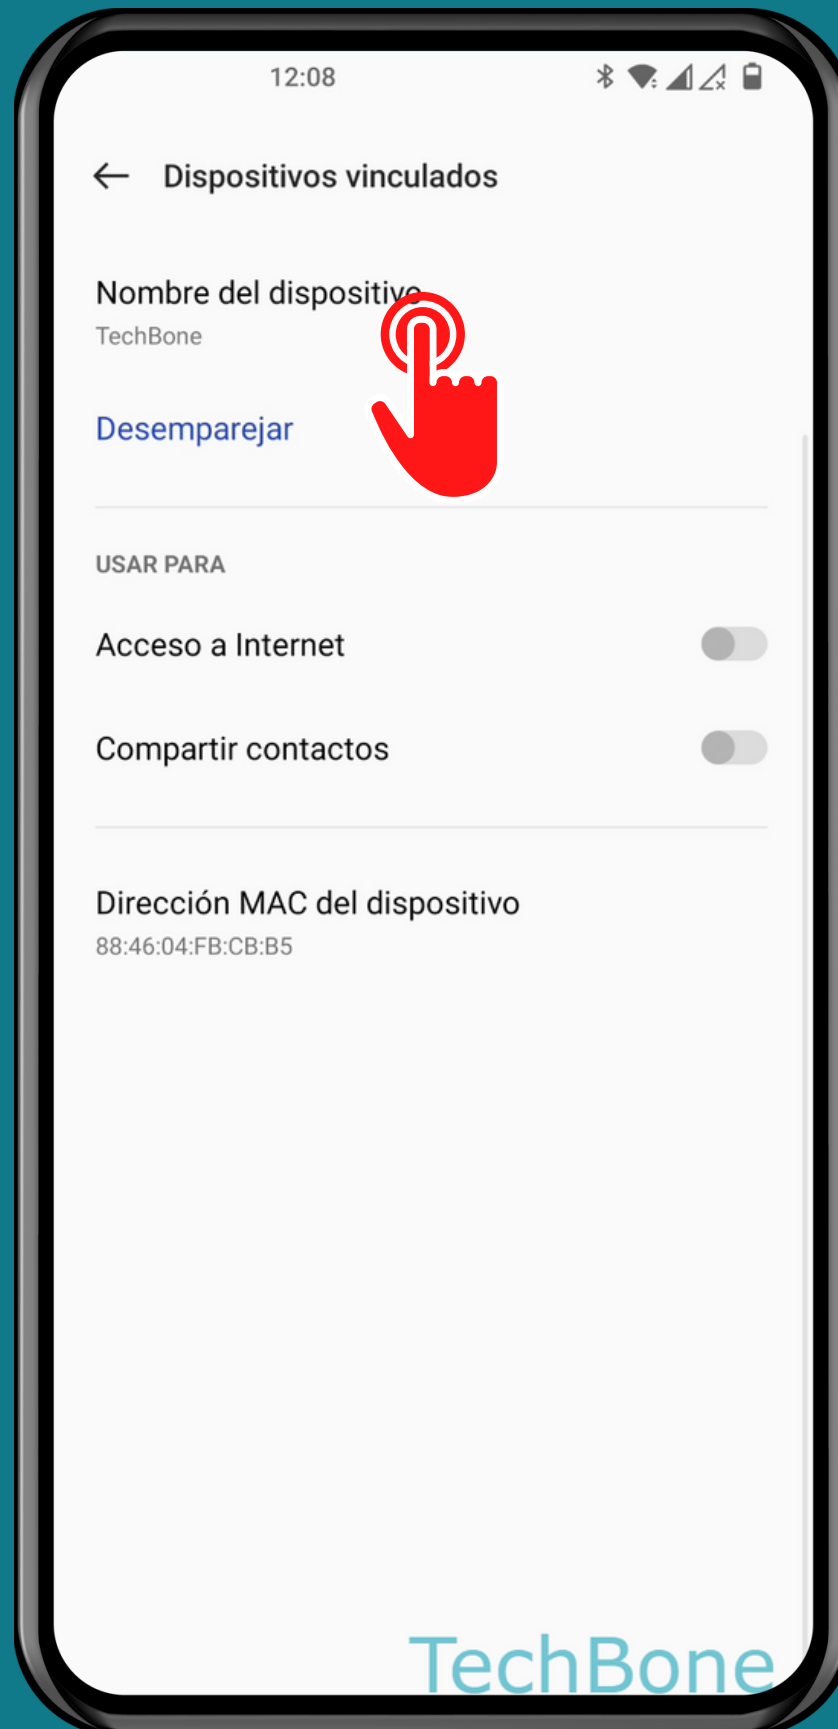 12:08
Dispositivos vinculados
Nombre del dispositivo
TechBone
Desemparejar
USAR PARA
Acceso a Internet
Compartir contactos
Dirección MAC del dispositivo
88:46:04:FB:CB:B5
TechBone